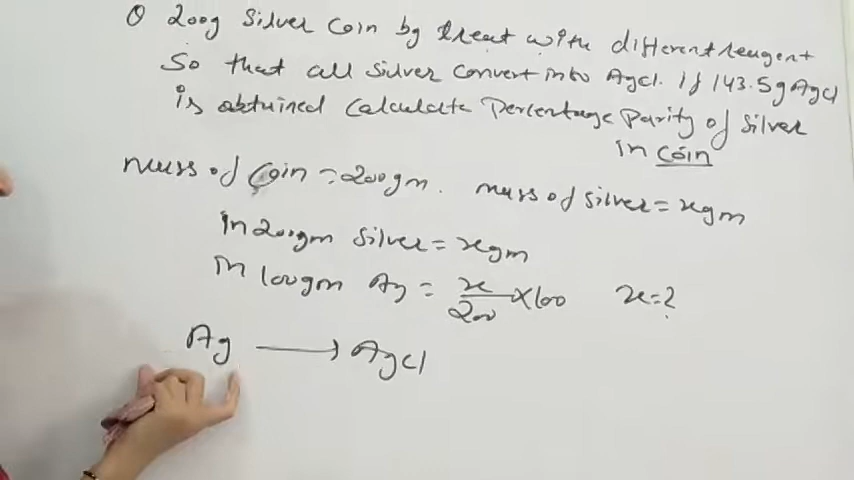 Q 200g Silver Coin by treat with different reagent
So that all silver convert into AgCl. if 143.5g AgCl
is obtained Calculate Percentage Parity of silver
in coin
mass of Coin = 200gm. mass of silver = xgm
in 200gm silver = xgm
in 100gm Ag = x/200 × 100 x=?
Ag → AgCl